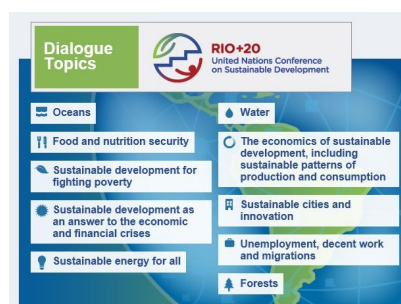 Dialogue
Topics
RIO+20
United Nations Conference
on Sustainable Development
Oceans
Food and nutrition security
Sustainable development for
fighting poverty
Sustainable development as
an answer to the economic
and financial crises
Sustainable energy for all
Water
The economics of sustainable
development, including
sustainable patterns of
production and consumption
Sustainable cities and
innovation
Unemployment, decent work
and migrations
Forests